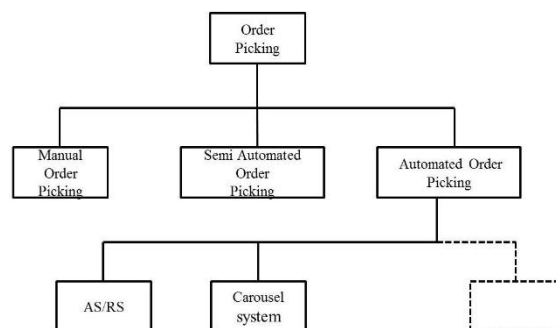 Order
Picking
Manual
Order
Picking
Semi Automated
Order
Picking
Automated Order
Picking
AS/RS
Carousel
system